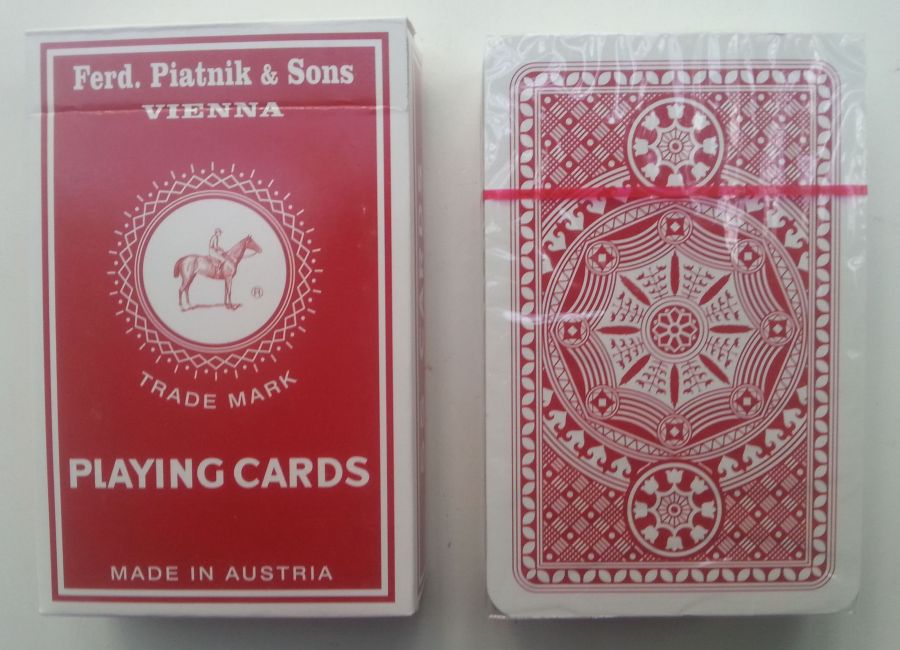 Ferd. Piatnik & Sons
VIENNA
®
TRADE MARK
PLAYING CARDS
MADE IN AUSTRIA